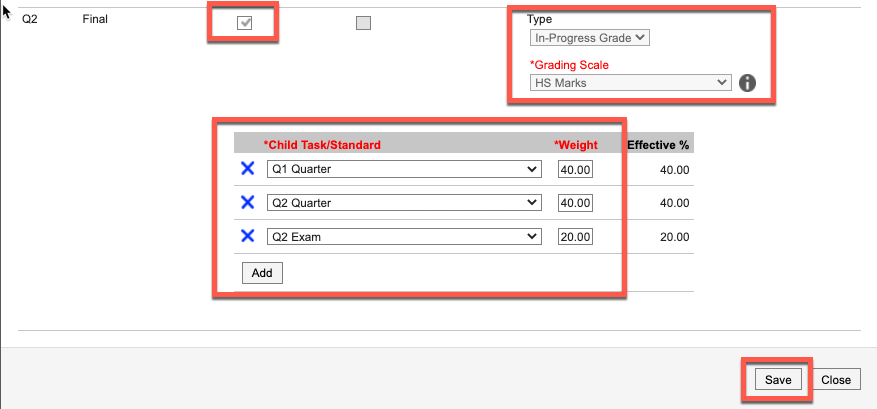 Q2 Final Type
In-Progress Grade
*Grading Scale
HS Marks
*Child Task/Standard *Weight Effective %
Q1 Quarter 40.00 40.00
Q2 Quarter 40.00 40.00
Q2 Exam 20.00 20.00
Add
Save Close